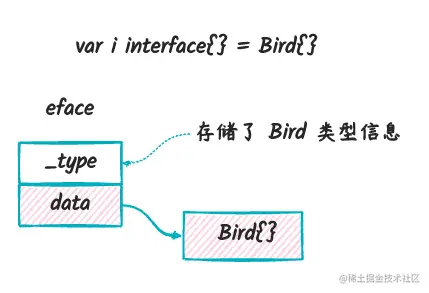 var i interface{} = Bird{}
eface
_type
存储了 Bird 类型信息
data
Bird{}
@稀土掘金技术社区